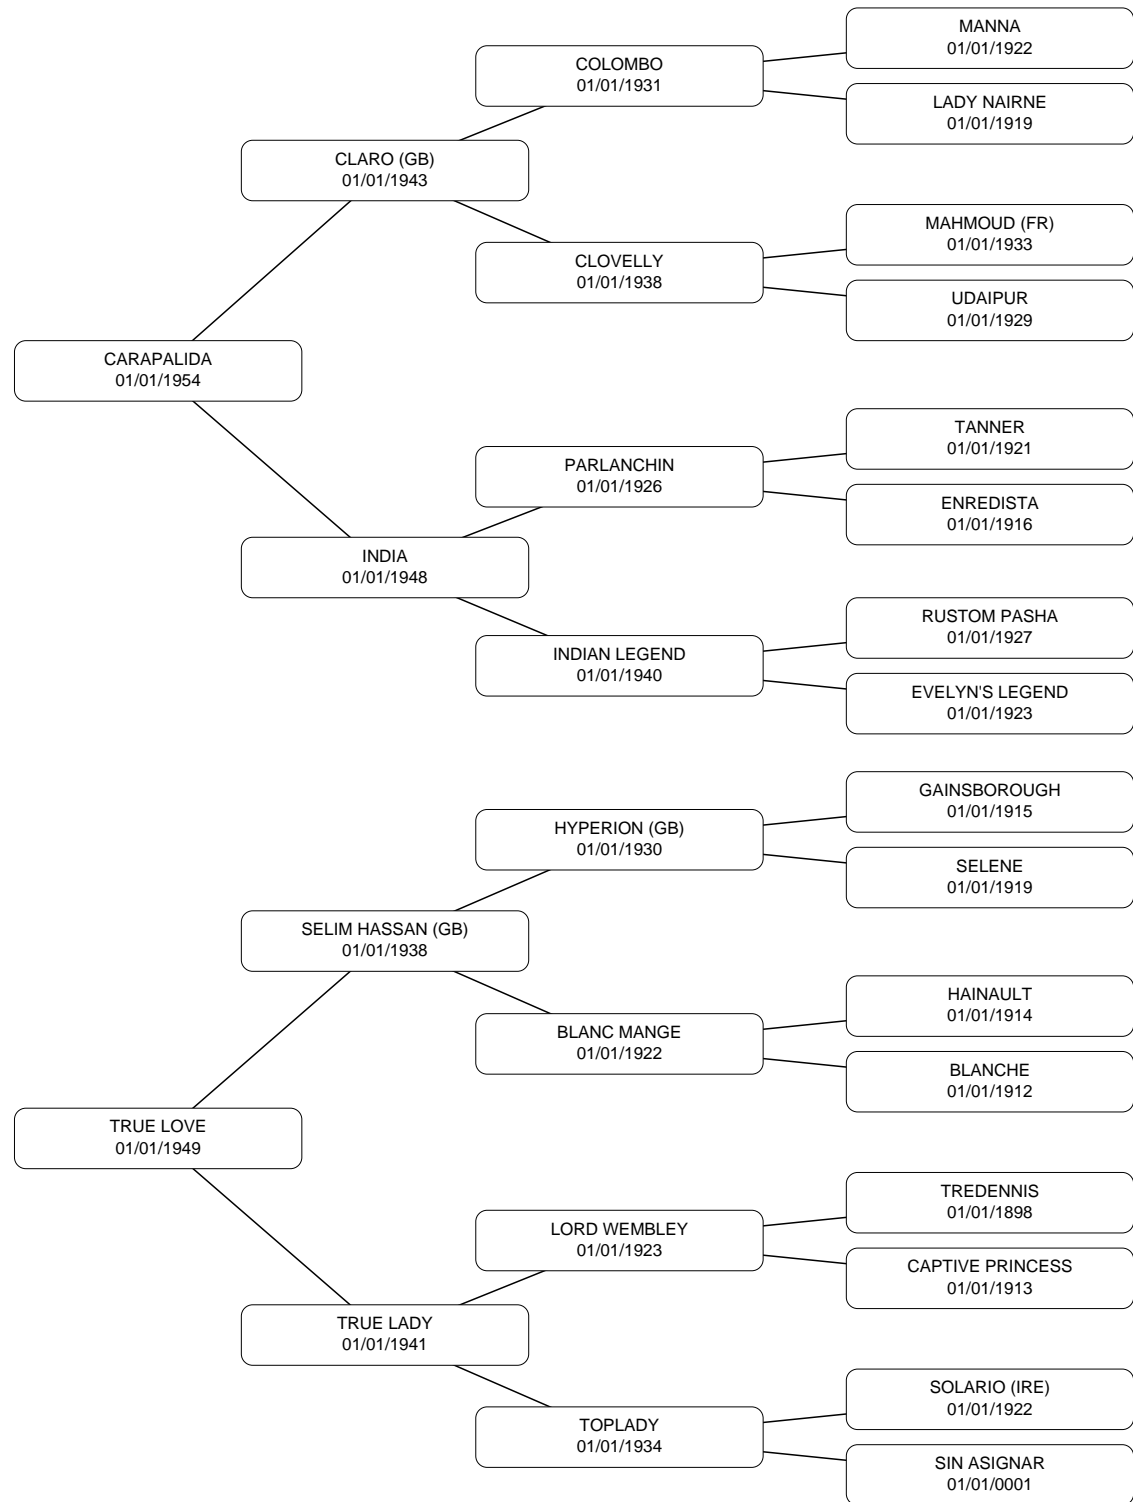 MANNA
01/01/1922
COLOMBO
01/01/1931
LADY NAIRNE
01/01/1919
CLARO (GB)
01/01/1943
MAHMOUD (FR)
01/01/1933
CLOVELLY
01/01/1938
UDAIPUR
01/01/1929
CARAPALIDA
01/01/1954
TANNER
01/01/1921
PARLANCHIN
01/01/1926
ENREDISTA
01/01/1916
INDIA
01/01/1948
RUSTOM PASHA
01/01/1927
INDIAN LEGEND
01/01/1940
EVELYN'S LEGEND
01/01/1923
GAINSBOROUGH
01/01/1915
HYPERION (GB)
01/01/1930
SELENE
01/01/1919
SELIM HASSAN (GB)
01/01/1938
HAINAULT
01/01/1914
BLANC MANGE
01/01/1922
BLANCHE
01/01/1912
TRUE LOVE
01/01/1949
TREDENNIS
01/01/1898
LORD WEMBLEY
01/01/1923
CAPTIVE PRINCESS
01/01/1913
TRUE LADY
01/01/1941
SOLARIO (IRE)
01/01/1922
TOPLADY
01/01/1934
SIN ASIGNAR
01/01/0001